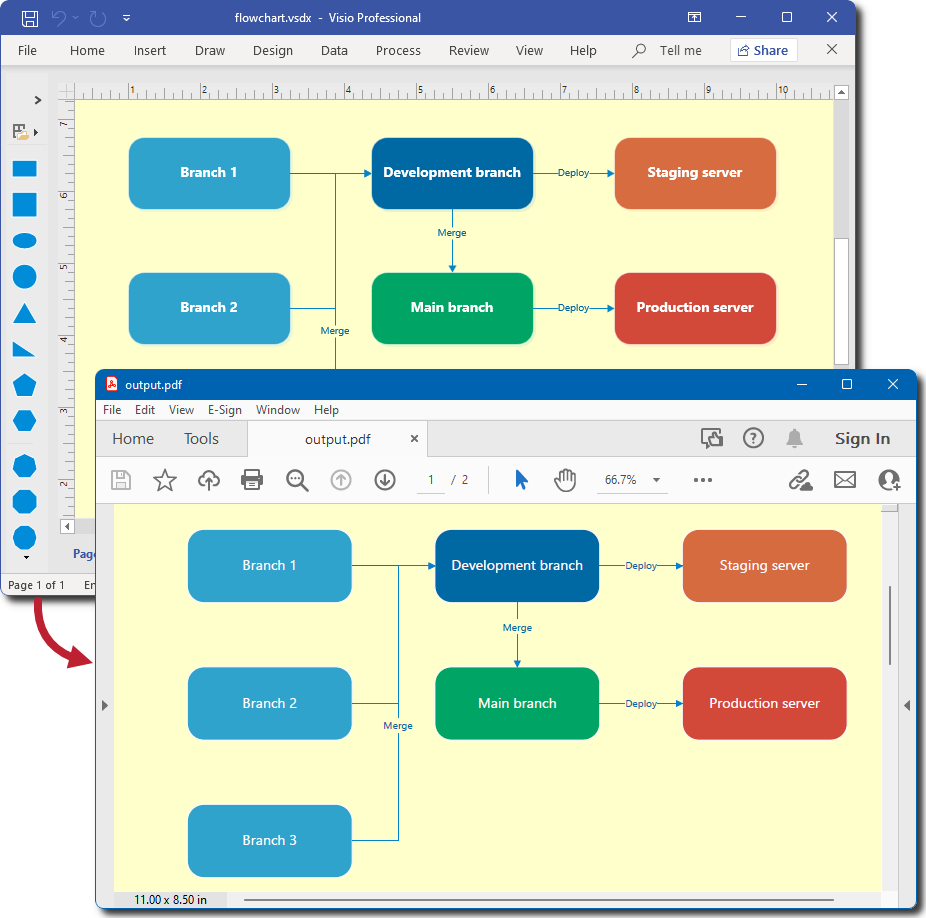 flowchart.vsdx - Visio Professional
File Home Insert Draw Design Data Process Review View Help Tell me Share
1 2 3 4 5 6 7 8 9 10
7
6
5
4
3
2
Branch 1 Development branch Deploy Staging server
Merge
Branch 2 Main branch Deploy Production server
Merge
Page 1 of 1
output.pdf
File Edit View E-Sign Window Help
Home Tools output.pdf × Sign In
1 / 2 66.7%
Branch 1 Development branch Deploy Staging server
Merge
Branch 2 Main branch Deploy Production server
Merge
Branch 3
11.00 x 8.50 in